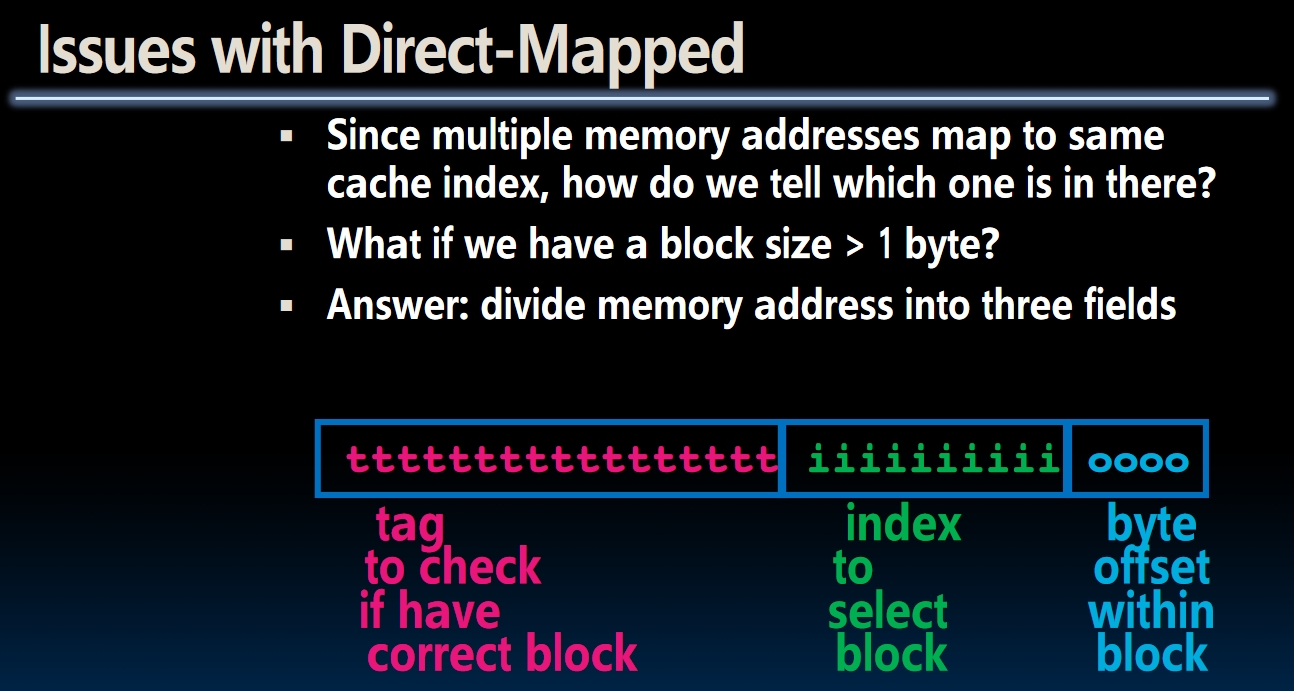 Issues with Direct-Mapped
▪ Since multiple memory addresses map to same
cache index, how do we tell which one is in there?
▪ What if we have a block size > 1 byte?
▪ Answer: divide memory address into three fields
ttttttttttttttttt iiiiiiiiii oooo
tag
to check
if have
correct block
index
to
select
block
byte
offset
within
block